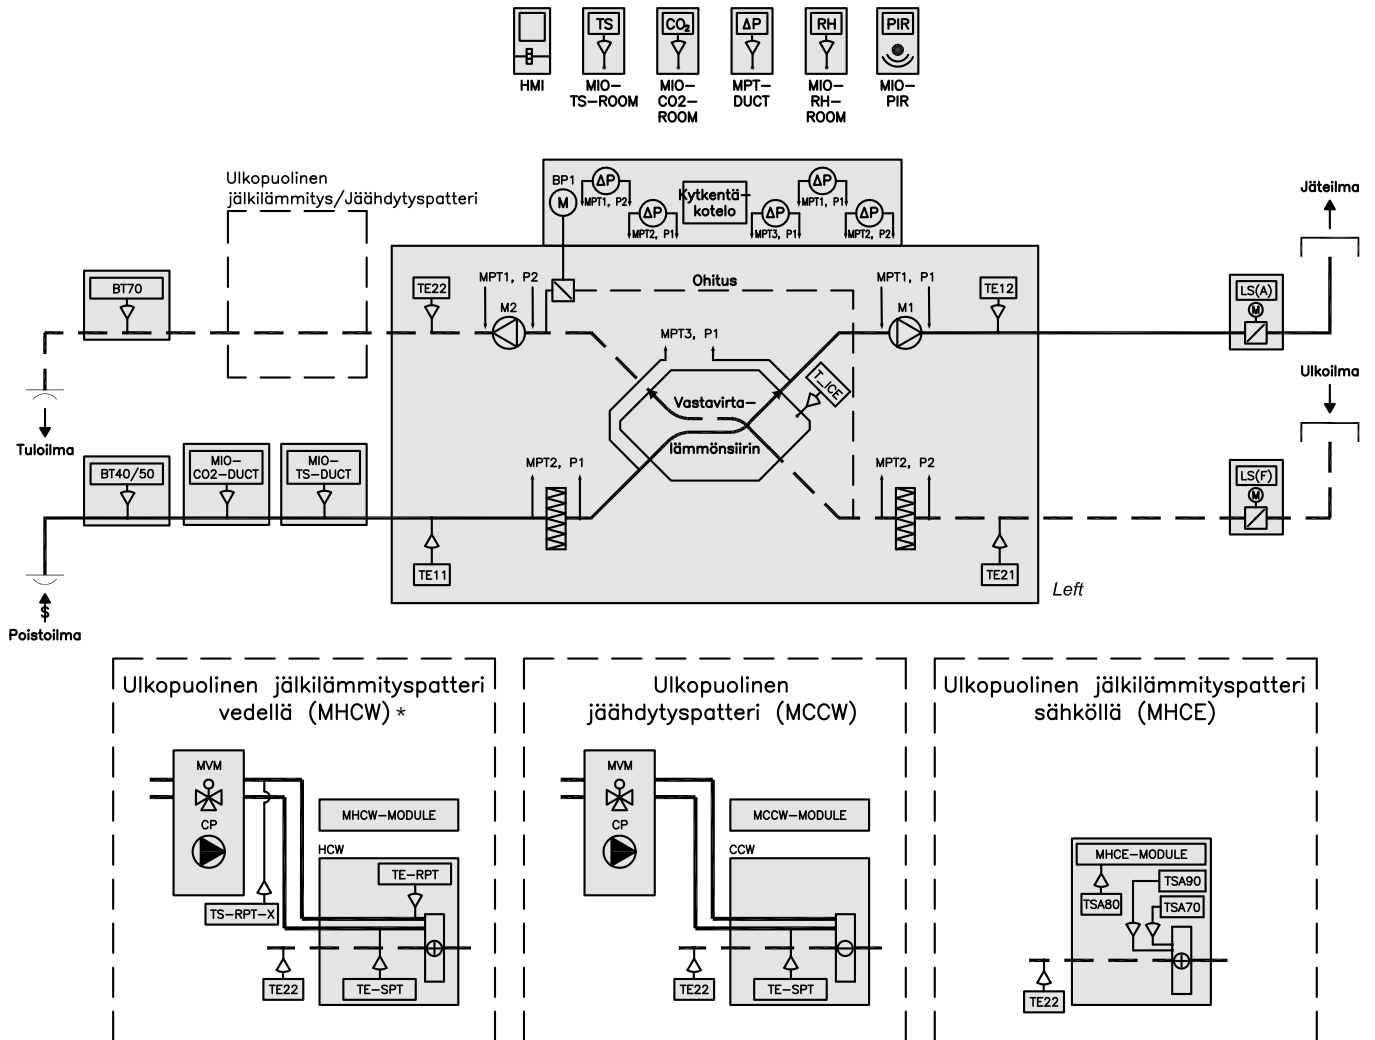 TS
CO2
ΔP
RH
PIR
HMI
MIO-
TS-ROOM
MIO-
CO2-
ROOM
MPT-
DUCT
MIO-
RH-
ROOM
MIO-
PIR
Ulkopuolinen
jälkilämmitys/Jäähdytyspatteri
BP1
M
ΔP
MPT1, P2
ΔP
MPT2, P1
Kytkentä-
kotelo
ΔP
MPT3, P1
ΔP
MPT1, P1
ΔP
MPT2, P2
Jäteilma
BT70
TE22
MPT1, P2
M2
Ohitus
MPT1, P1
M1
TE12
LS(A)
M
MPT3, P1
T_ICE
Ulkoilma
Vastavirta-
lämmönsiirin
Tuloilma
BT40/50
MIO-
CO2-DUCT
MIO-
TS-DUCT
MPT2, P1
MPT2, P2
LS(F)
M
TE11
TE21
Left
S
Poistoilma
Ulkopuolinen jälkilämmityspatteri
vedellä (MHCW) *
MVM
CP
MHCW-MODULE
HCW
TE-RPT
TS-RPT-X
TE22
TE-SPT
Ulkopuolinen
jäähdytyspatteri (MCCW)
MVM
CP
MCCW-MODULE
CCW
TE22
TE-SPT
Ulkopuolinen jälkilämmityspatteri
sähköllä (MHCE)
MHCE-MODULE
TSA90
TSA80
TSA70
TE22